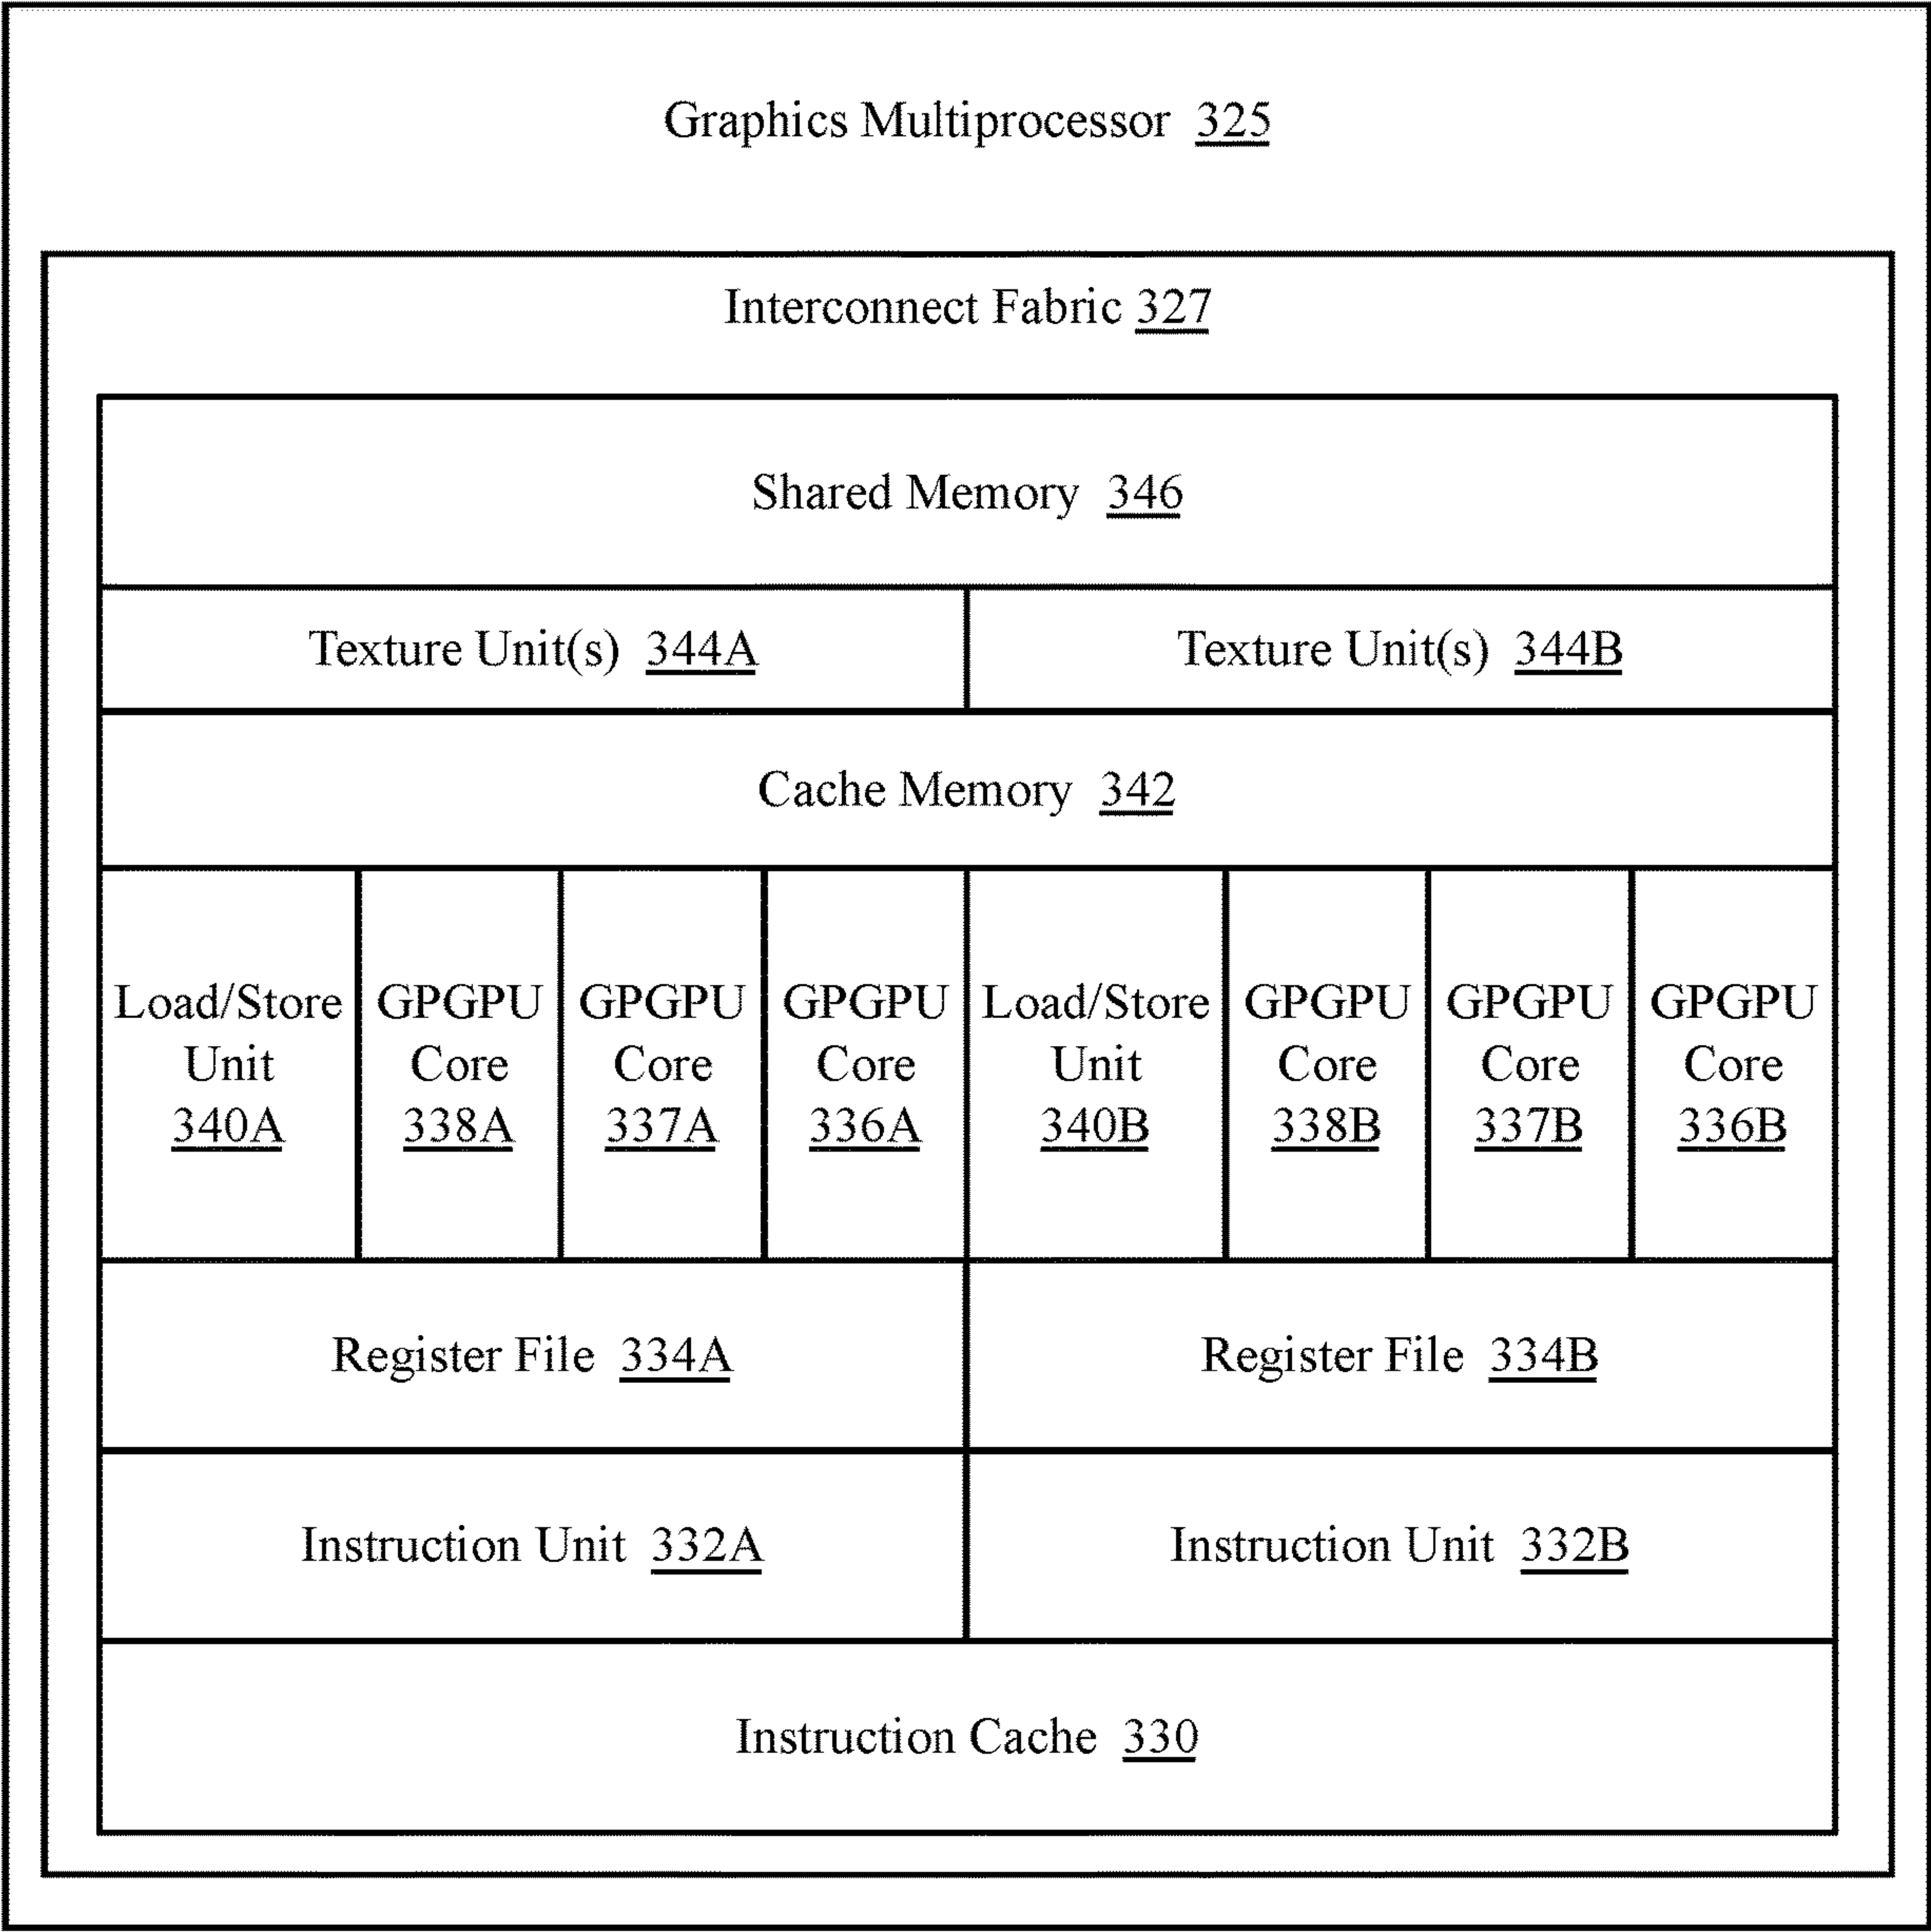 Graphics Multiprocessor 325
Interconnect Fabric 327
Shared Memory 346
Texture Unit(s) 344A
Texture Unit(s) 344B
Cache Memory 342
Load/Store
Unit
340A
GPGPU
Core
338A
GPGPU
Core
337A
GPGPU
Core
336A
Load/Store
Unit
340B
GPGPU
Core
338B
GPGPU
Core
337B
GPGPU
Core
336B
Register File 334A
Register File 334B
Instruction Unit 332A
Instruction Unit 332B
Instruction Cache 330